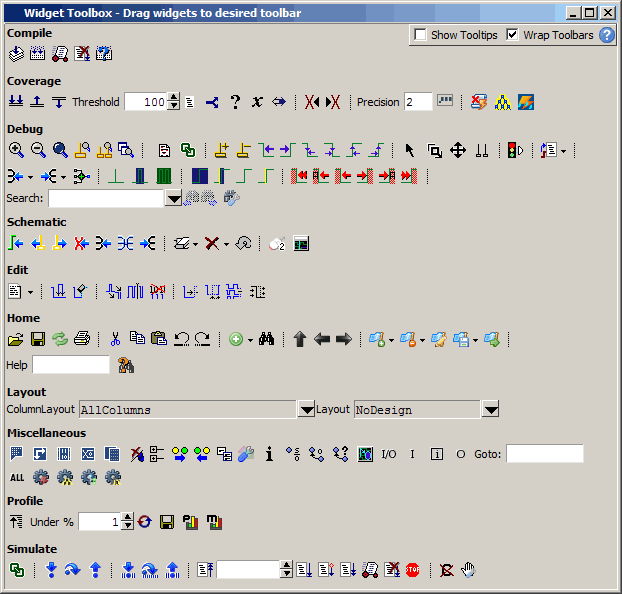 Widget Toolbox - Drag widgets to desired toolbar
Compile
Show Tooltips Wrap Toolbars ?
Coverage
Threshold 100 ? x Precision 2
Debug
Search:
Schematic
Edit
Home
Help
Layout
ColumnLayout AllColumns Layout NoDesign
Miscellaneous
i I/O I I O Goto:
ALL
Profile
Under % 1
Simulate
STOP